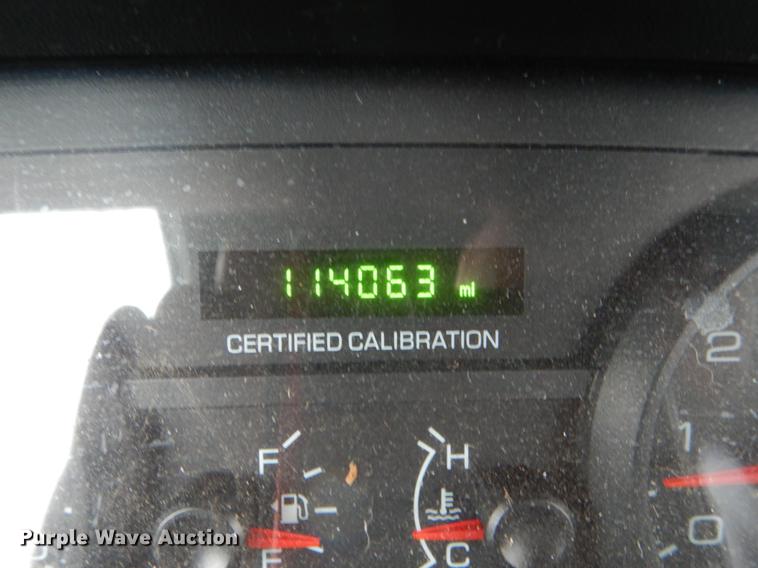 114063 mi
CERTIFIED CALIBRATION
2
F
H
1
0
E
C
Purple Wave Auction